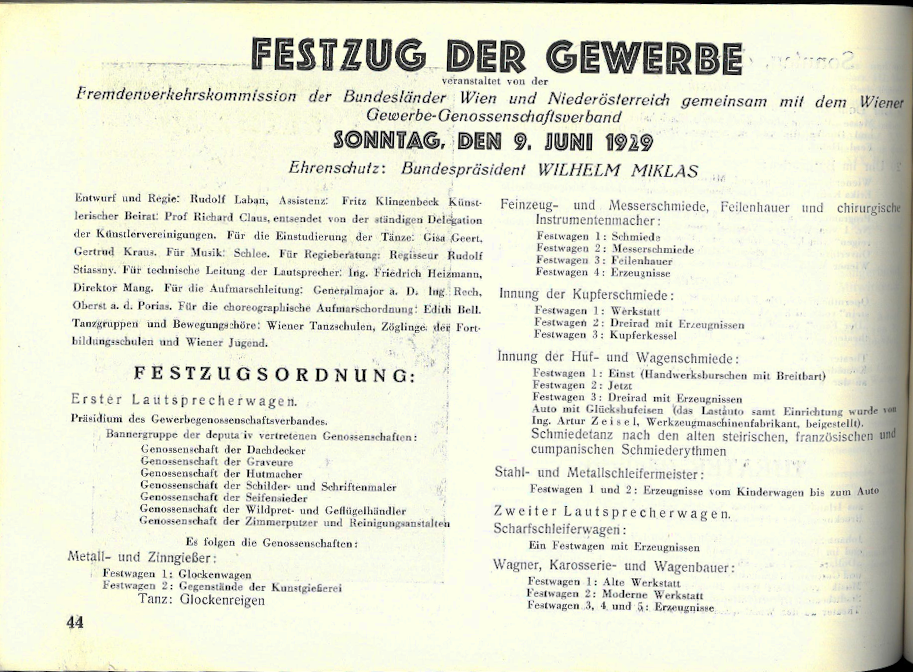 FESTZUG DER GEWERBE
veranstaltet von der
Fremdenverkehrskommission der Bundesländer Wien und Niederösterreich gemeinsam mit dem Wiener
Gewerbe-Genossenschaftsverband
SONNTAG, DEN 9. JUNI 1929
Ehrenschutz: Bundespräsident WILHELM MIKLAS
Entwurf und Regie: Rudolf Laban, Assistenz: Fritz Klingenbeck Künst-
lerischer Beirat: Prof Richard Claus, entsendet von der ständigen Delegation
der Künstlervereinigungen. Für die Einstudierung der Tänze: Gisa Geert,
Gertrud Kraus. Für Musik: Schlee. Für Regieberatung: Regisseur Rudolf
Stiassny. Für technische Leitung der Lautsprecher: Ing. Friedrich Heizmann,
Direktor Mang. Für die Aufmarschleitung: Generalmajor a. D. Ing. Rech,
Oberst a. d. Porias. Für die choreographische Aufmarschordnung: Edith Bell.
Tanzgruppen und Bewegungschöre: Wiener Tanzschulen, Zöglinge der Fort-
bildungsschulen und Wiener Jugend.
FESTZUGSORDNUNG:
Erster Lautsprecherwagen.
Präsidium des Gewerbegenossenschaftsverbandes.
Bannergruppe der deputativ vertretenen Genossenschaften:
Genossenschaft der Dachdecker
Genossenschaft der Graveure
Genossenschaft der Hutmacher
Genossenschaft der Schilder- und Schriftenmaler
Genossenschaft der Seifensieder
Genossenschaft der Wildpret- und Geflügelhändler
Genossenschaft der Zimmerputzer und Reinigungsanstalten
Es folgen die Genossenschaften:
Metall- und Zinngießer:
Festwagen 1: Glockenwagen
Festwagen 2: Gegenstände der Kunstgießerei
Tanz: Glockenreigen
44
Feinzeug- und Messerschmiede, Feilenhauer und chirurgische
Instrumentenmacher:
Festwagen 1: Schmiede
Festwagen 2: Messerschmiede
Festwagen 3: Feilenhauer
Festwagen 4: Erzeugnisse
Innung der Kupferschmiede:
Festwagen 1: Werkstatt
Festwagen 2: Dreirad mit Erzeugnissen
Festwagen 3: Kupferkessel
Innung der Huf- und Wagenschmiede:
Festwagen 1: Einst (Handwerksburschen mit Breitbart)
Festwagen 2: Jetzt
Festwagen 3: Dreirad mit Erzeugnissen
Auto mit Glückshufeisen (das Lastauto samt Einrichtung wurde von
Ing. Artur Zeisel, Werkzeugmaschinenfabrikant, beigestellt).
Schmiedetanz nach den alten steirischen, französischen und
cumpanischen Schmiederythmen
Stahl- und Metallschleifermeister:
Festwagen 1 und 2: Erzeugnisse vom Kinderwagen bis zum Auto
Zweiter Lautsprecherwagen.
Scharfschleiferwagen:
Ein Festwagen mit Erzeugnissen
Wagner, Karosserie- und Wagenbauer:
Festwagen 1: Alte Werkstatt
Festwagen 2: Moderne Werkstatt
Festwagen 3, 4 und 5: Erzeugnisse